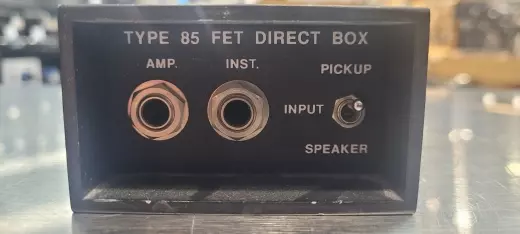 TYPE 85 FET DIRECT BOX
AMP. INST. PICKUP
INPUT
SPEAKER